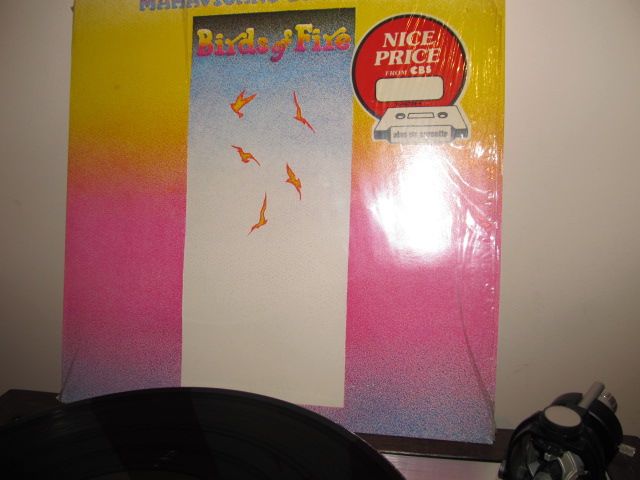 Birds of Fire
NICE
PRICE
FROM CBS
also on cassette